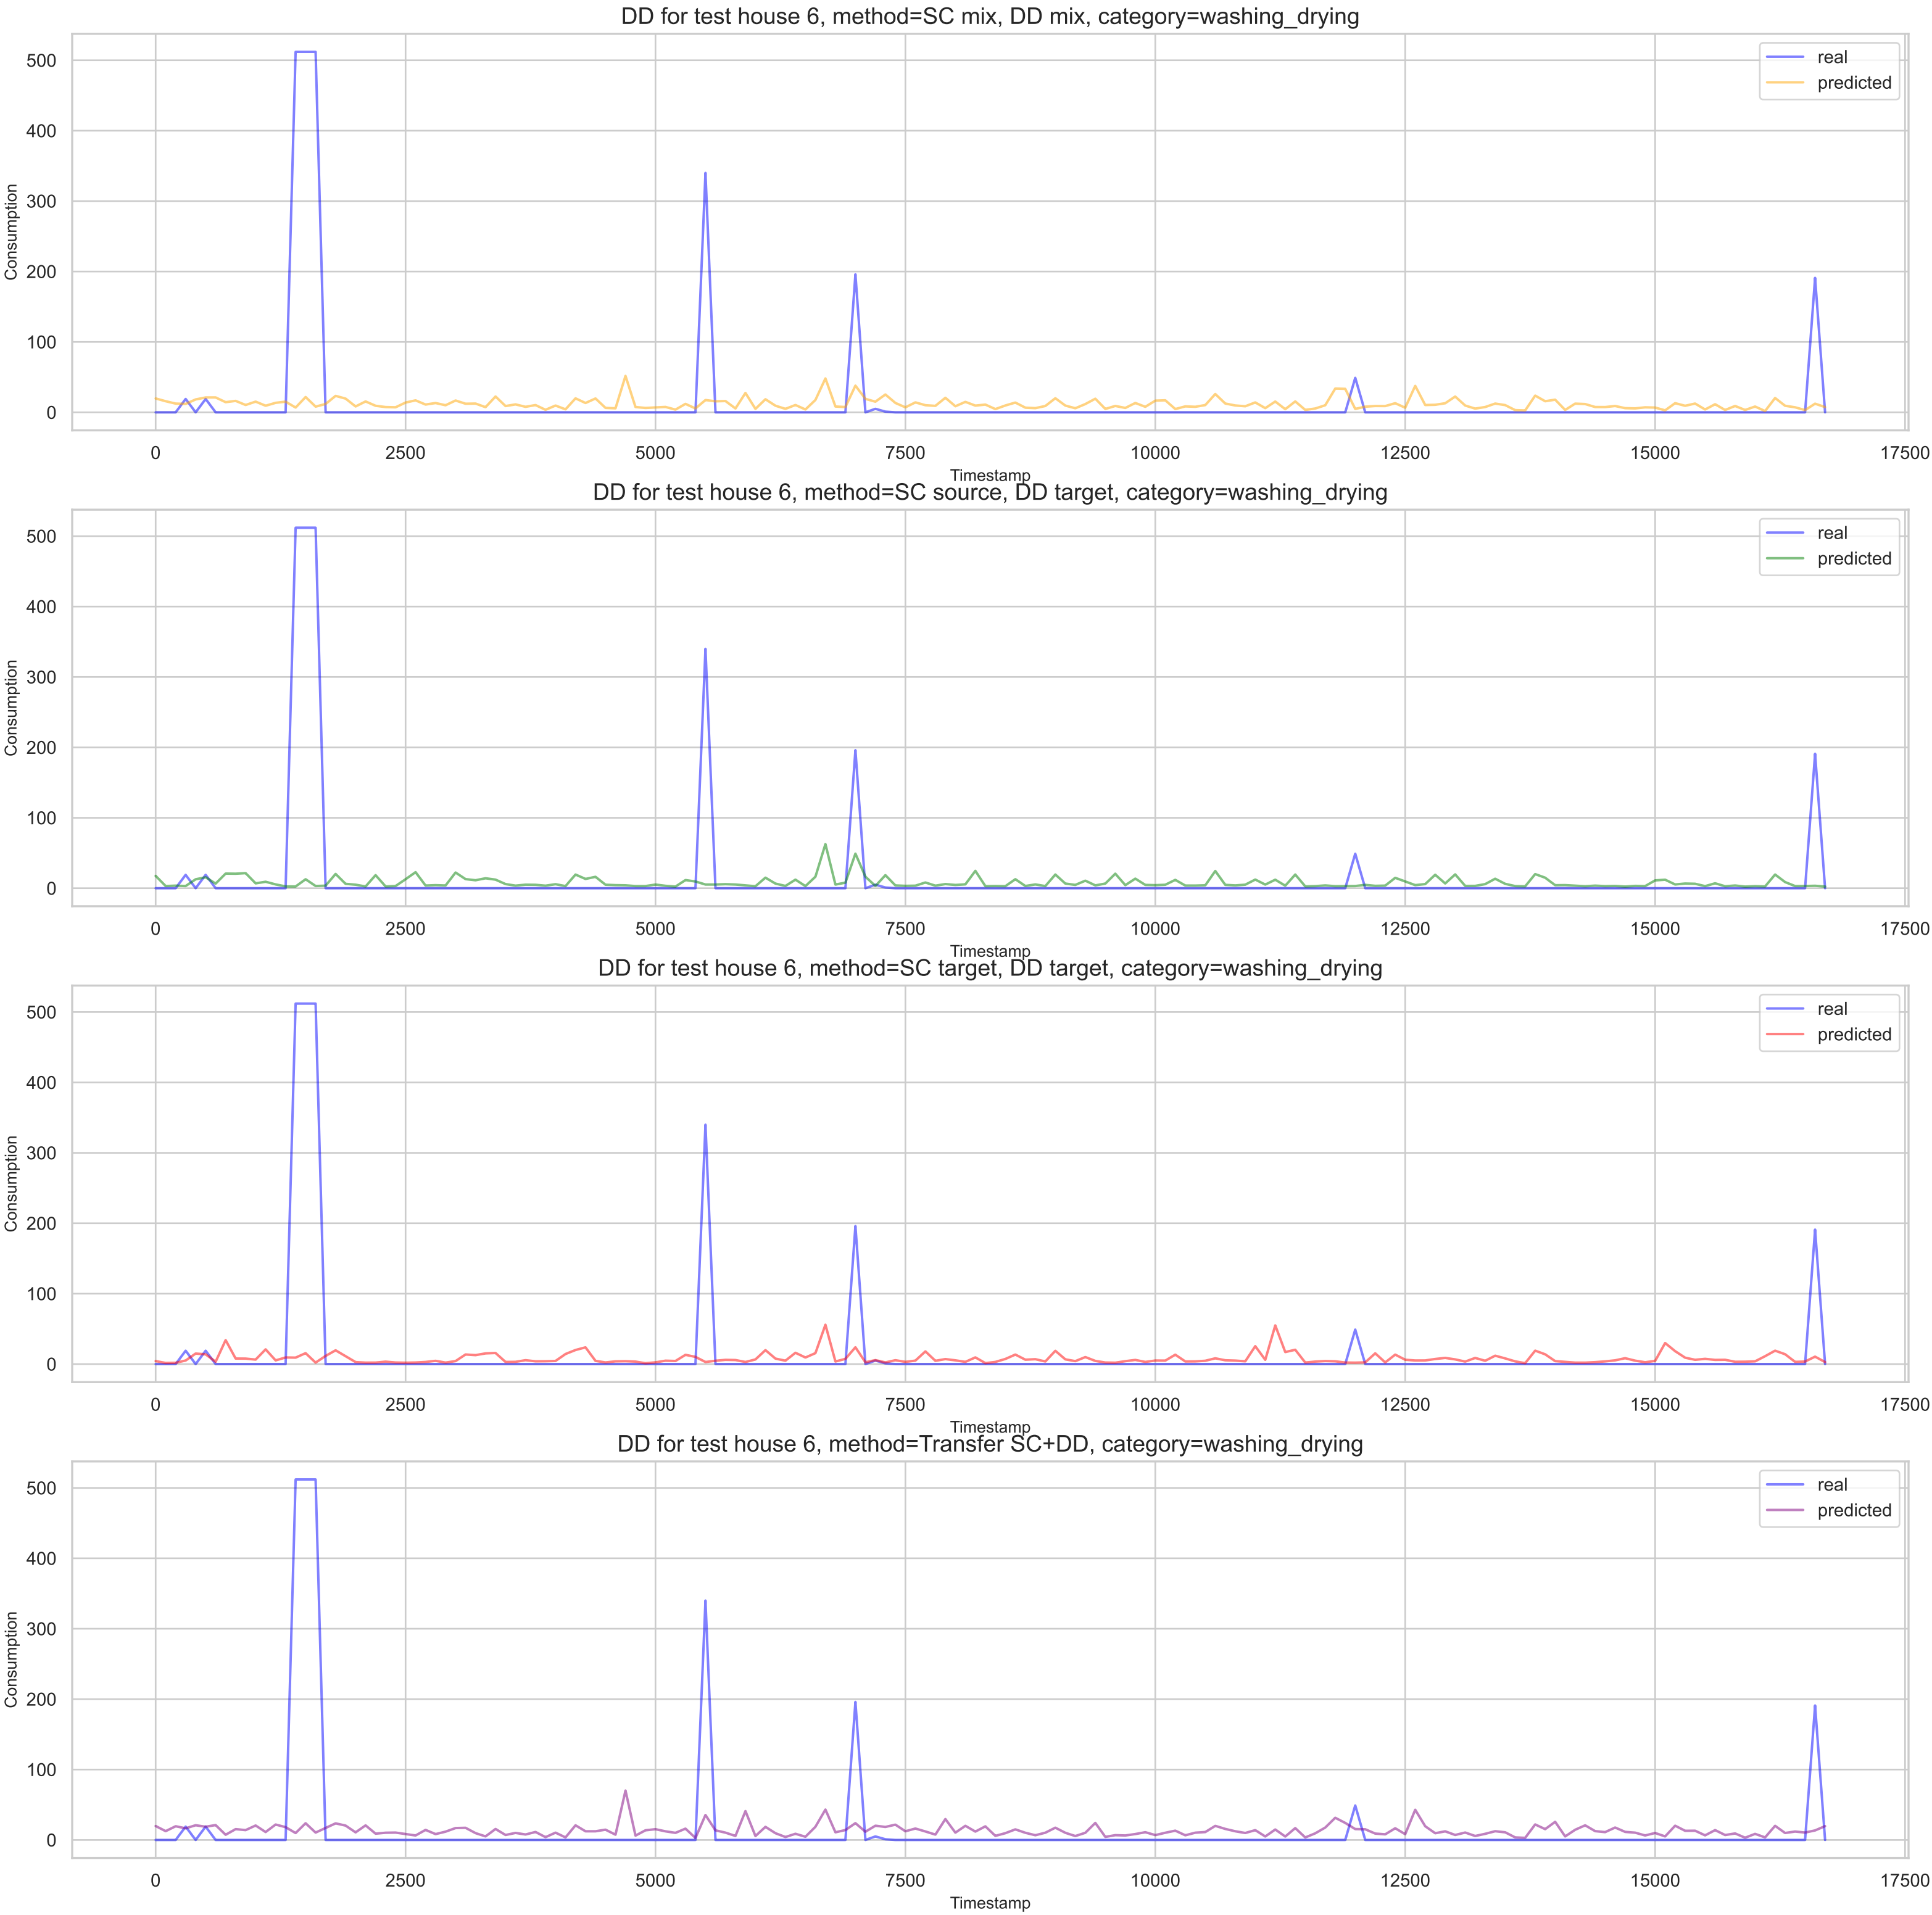 DD for test house 6, method=SC mix, DD mix, category=washing_drying
real
predicted
500
400
300
200
100
0
Consumption
0 2500 5000 7500 10000 12500 15000 17500
Timestamp
DD for test house 6, method=SC source, DD target, category=washing_drying
real
predicted
500
400
300
200
100
0
Consumption
0 2500 5000 7500 10000 12500 15000 17500
Timestamp
DD for test house 6, method=SC target, DD target, category=washing_drying
real
predicted
500
400
300
200
100
0
Consumption
0 2500 5000 7500 10000 12500 15000 17500
Timestamp
DD for test house 6, method=Transfer SC+DD, category=washing_drying
real
predicted
500
400
300
200
100
0
Consumption
0 2500 5000 7500 10000 12500 15000 17500
Timestamp